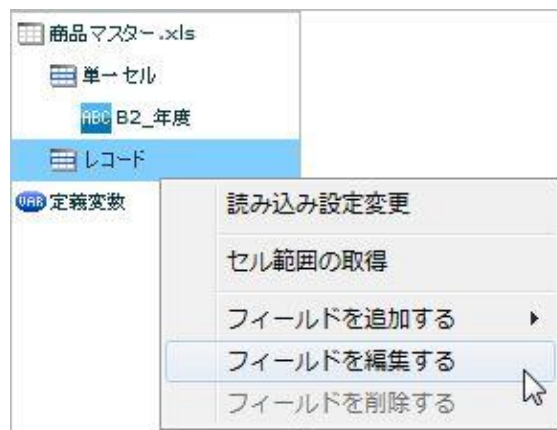 商品マスター.xls
単一セル
ABC B2_年度
レコード
VAR 定義変数
読み込み設定変更
セル範囲の取得
フィールドを追加する
フィールドを編集する
フィールドを削除する